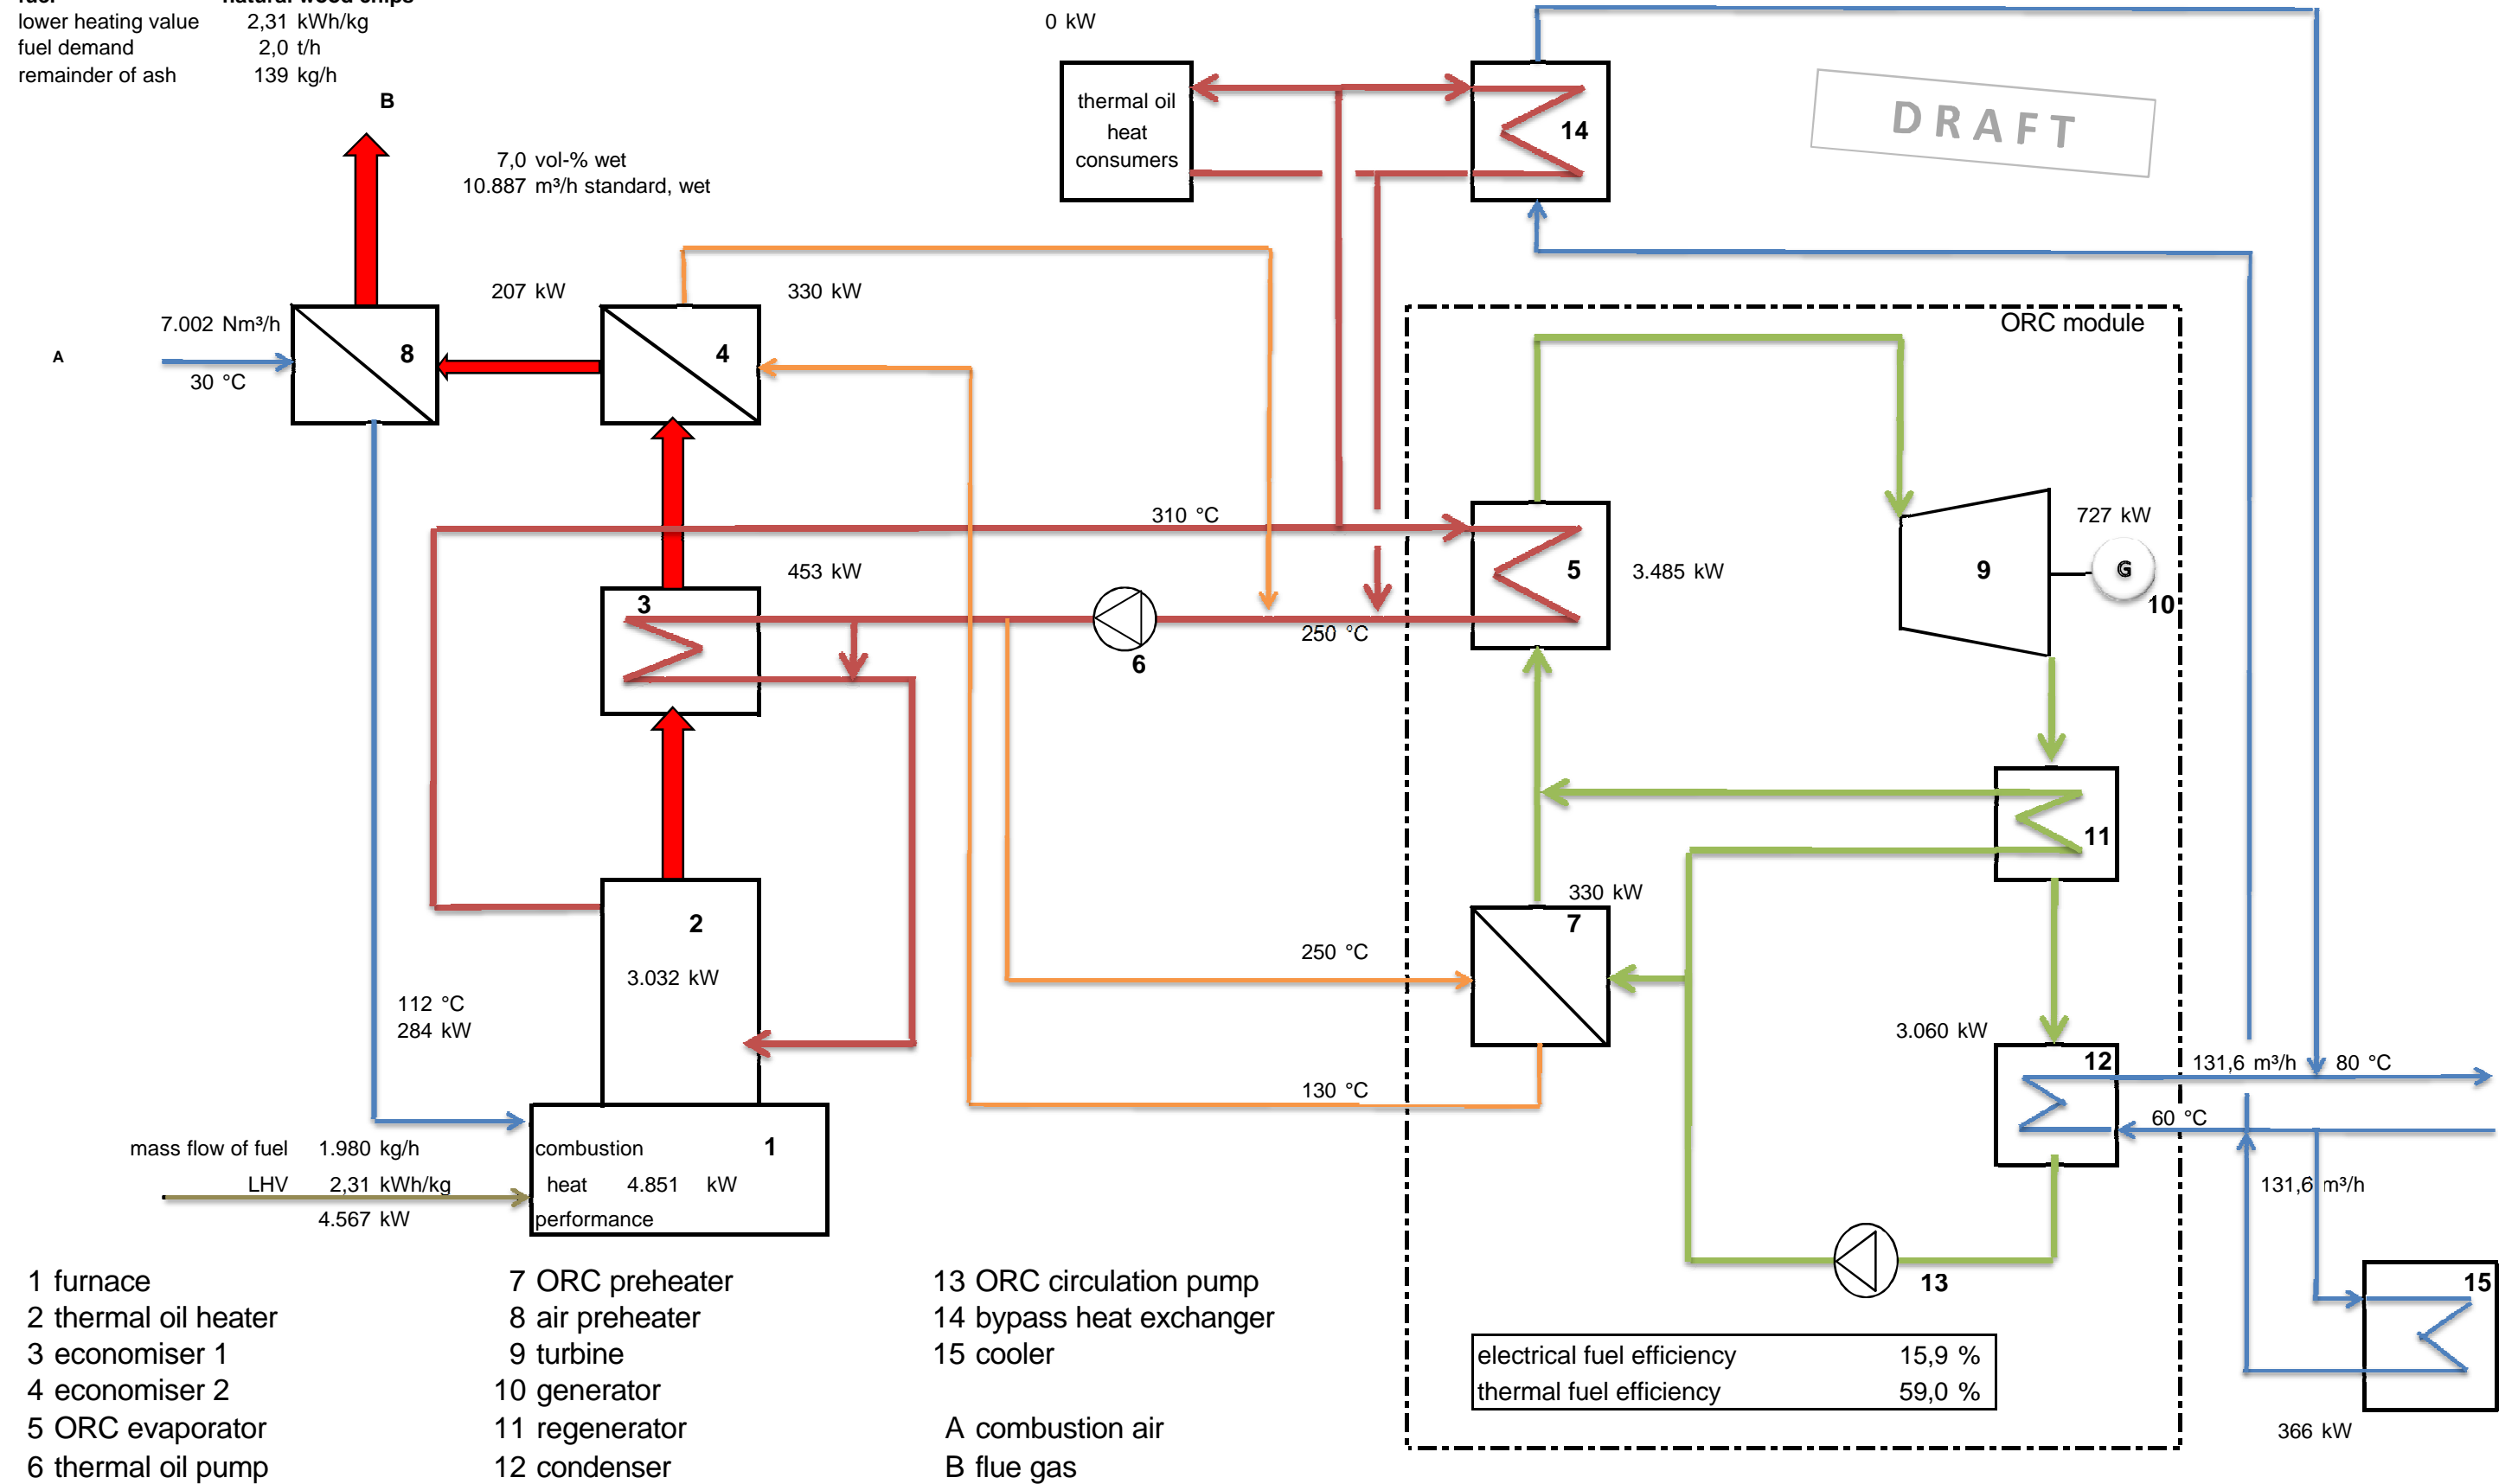 fuel natural wood chips
lower heating value 2,31 kWh/kg
fuel demand 2,0 t/h
remainder of ash 139 kg/h
0 kW
B
thermal oil
heat
consumers
14
DRAFT
7,0 vol-% wet
10.887 m³/h standard, wet
207 kW
330 kW
7.002 Nm³/h
A
30 °C
8
4
ORC module
310 °C
453 kW
3
5
3.485 kW
9
727 kW
G
10
250 °C
6
11
330 kW
7
2
250 °C
3.032 kW
112 °C
284 kW
3.060 kW
12
131,6 m³/h
80 °C
130 °C
60 °C
mass flow of fuel 1.980 kg/h
combustion
1
LHV 2,31 kWh/kg
heat 4.851 kW
131,6 m³/h
4.567 kW
performance
13
15
1 furnace
2 thermal oil heater
3 economiser 1
4 economiser 2
5 ORC evaporator
6 thermal oil pump
7 ORC preheater
8 air preheater
9 turbine
10 generator
11 regenerator
12 condenser
13 ORC circulation pump
14 bypass heat exchanger
15 cooler
A combustion air
B flue gas
electrical fuel efficiency 15,9 %
thermal fuel efficiency 59,0 %
366 kW